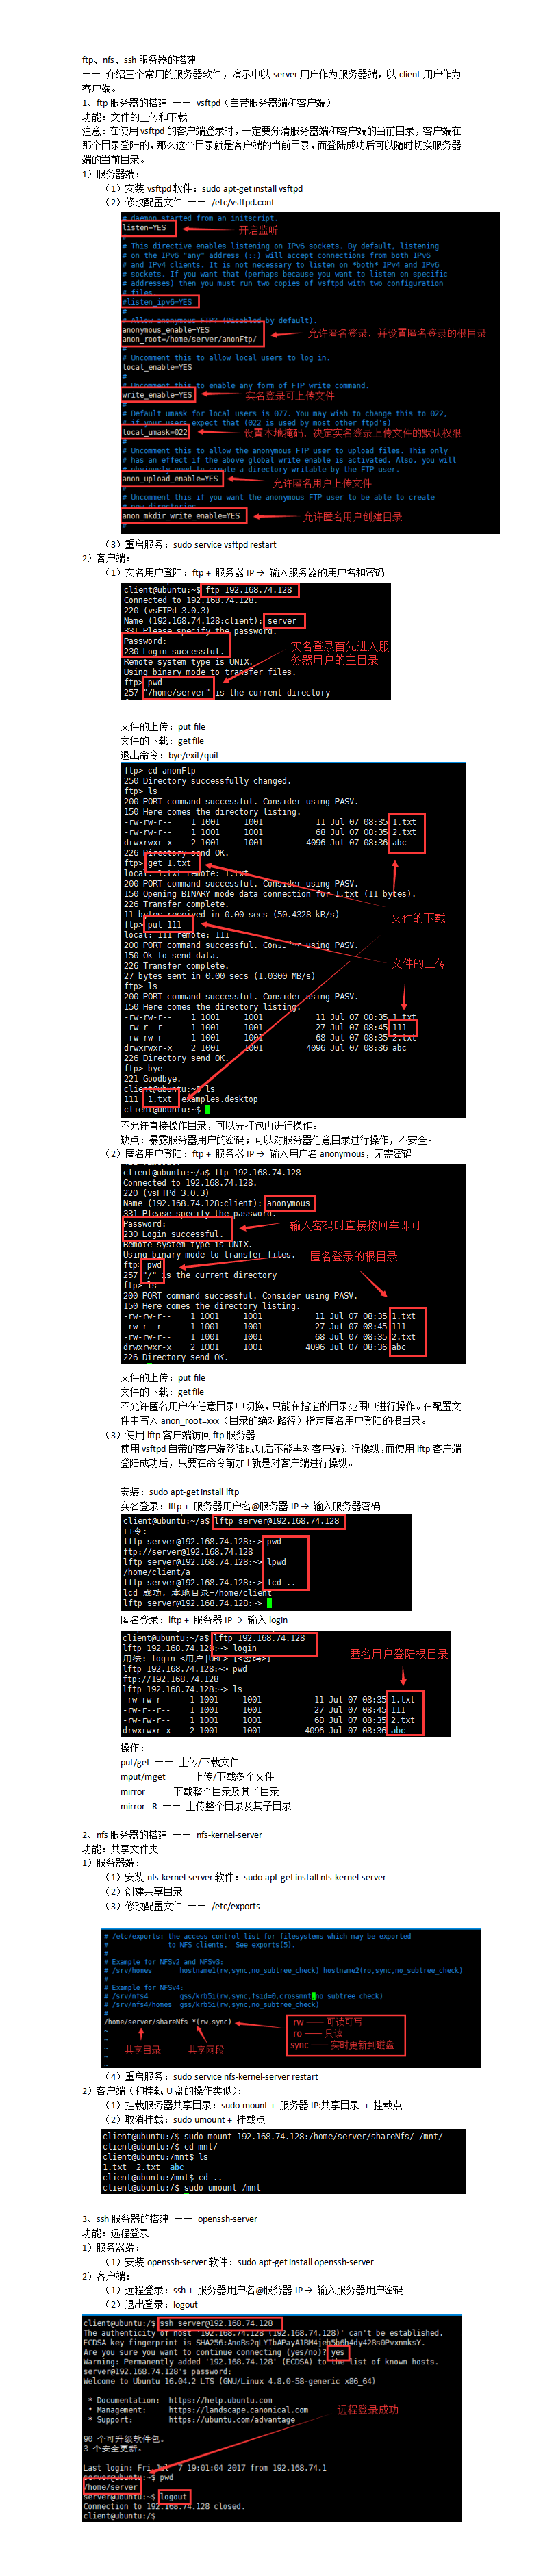 ftp、nfs、ssh 服务器的搭建
—— 介绍三个常用的服务器软件，演示中以 server 用户作为服务器端，以 client 用户作为
客户端。
1、ftp 服务器的搭建 —— vsftpd（自带服务器端和客户端）
功能：文件的上传和下载
注意：在使用 vsftpd 的客户端登录时，一定要分清服务器端和客户端的当前目录，客户端在
那个目录登陆的，那么这个目录就是客户端的当前目录，而登陆成功后可以随时切换服务器
端的当前目录。
1）服务器端：
（1）安装 vsftpd 软件：sudo apt-get install vsftpd
（2）修改配置文件 —— /etc/vsftpd.conf
# daemon started from an initscript.
listen=YES
开启监听
#
# This directive enables listening on IPv6 sockets. By default, listening
# on the IPv6 "any" address (::) will accept connections from both IPv6
# and IPv4 clients. It is not necessary to listen on *both* IPv4 and IPv6
# sockets. If you want that (perhaps because you want to listen on specific
# addresses) then you must run two copies of vsftpd with two configuration
# files.
#listen_ipv6=YES
#
# Allow anonymous FTP? (Disabled by default).
anonymous_enable=YES
anon_root=/home/server/anonFtp/
允许匿名登录，并设置匿名登录的根目录
#
# Uncomment this to allow local users to log in.
local_enable=YES
#
# Uncomment this to enable any form of FTP write command.
write_enable=YES
实名登录可上传文件
#
# Default umask for local users is 077. You may wish to change this to 022,
# if your users expect that (022 is used by most other ftpd's)
local_umask=022
设置本地掩码，决定实名登录上传文件的默认权限
#
# Uncomment this to allow the anonymous FTP user to upload files. This only
# has an effect if the above global write enable is activated. Also, you will
# obviously need to create a directory writable by the FTP user.
anon_upload_enable=YES
允许匿名用户上传文件
#
# Uncomment this if you want the anonymous FTP user to be able to create
# new directories.
anon_mkdir_write_enable=YES
允许匿名用户创建目录
#
（3）重启服务：sudo service vsftpd restart
2）客户端：
（1）实名用户登陆：ftp + 服务器 IP → 输入服务器的用户名和密码
client@ubuntu:~$ ftp 192.168.74.128
Connected to 192.168.74.128.
220 (vsFTPd 3.0.3)
Name (192.168.74.128:client): server
331 Please specify the password.
Password:
230 Login successful.
Remote system type is UNIX.
Using binary mode to transfer files.
ftp> pwd
257 "/home/server" is the current directory
实名登录首先进入服
务器用户的主目录
文件的上传：put file
文件的下载：get file
退出命令：bye/exit/quit
ftp> cd anonFtp
250 Directory successfully changed.
ftp> ls
200 PORT command successful. Consider using PASV.
150 Here comes the directory listing.
-rw-rw-r-- 1 1001 1001 11 Jul 07 08:35 1.txt
-rw-rw-r-- 1 1001 1001 68 Jul 07 08:35 2.txt
drwxrwxr-x 2 1001 1001 4096 Jul 07 08:36 abc
226 Directory send OK.
ftp> get 1.txt
local: 1.txt remote: 1.txt
200 PORT command successful. Consider using PASV.
150 Opening BINARY mode data connection for 1.txt (11 bytes).
226 Transfer complete.
11 bytes received in 0.00 secs (50.4328 kB/s)
文件的下载
ftp> put 111
local: 111 remote: 111
200 PORT command successful. Consider using PASV.
150 Ok to send data.
文件的上传
226 Transfer complete.
27 bytes sent in 0.00 secs (1.0300 MB/s)
ftp> ls
200 PORT command successful. Consider using PASV.
150 Here comes the directory listing.
-rw-rw-r-- 1 1001 1001 11 Jul 07 08:35 1.txt
-rw-r--r-- 1 1001 1001 27 Jul 07 08:45 111
-rw-rw-r-- 1 1001 1001 68 Jul 07 08:35 2.txt
drwxrwxr-x 2 1001 1001 4096 Jul 07 08:36 abc
226 Directory send OK.
ftp> bye
221 Goodbye.
client@ubuntu:~$ ls
111 1.txt examples.desktop
client@ubuntu:~$
不允许直接操作目录，可以先打包再进行操作。
缺点：暴露服务器用户的密码；可以对服务器任意目录进行操作，不安全。
（2）匿名用户登陆：ftp + 服务器 IP → 输入用户名 anonymous，无需密码
client@ubuntu:~/a$ ftp 192.168.74.128
Connected to 192.168.74.128.
220 (vsFTPd 3.0.3)
Name (192.168.74.128:client): anonymous
331 Please specify the password.
Password:
230 Login successful.
输入密码时直接按回车即可
Remote system type is UNIX.
Using binary mode to transfer files.
匿名登录的根目录
ftp> pwd
257 "/" is the current directory
ftp> ls
200 PORT command successful. Consider using PASV.
150 Here comes the directory listing.
-rw-rw-r-- 1 1001 1001 11 Jul 07 08:35 1.txt
-rw-r--r-- 1 1001 1001 27 Jul 07 08:45 111
-rw-rw-r-- 1 1001 1001 68 Jul 07 08:35 2.txt
drwxrwxr-x 2 1001 1001 4096 Jul 07 08:36 abc
226 Directory send OK.
文件的上传：put file
文件的下载：get file
不允许匿名用户在任意目录中切换，只能在指定的目录范围中进行操作。在配置文
件中写入 anon_root=xxx（目录的绝对路径）指定匿名用户登陆的根目录。
（3）使用 lftp 客户端访问 ftp 服务器
使用 vsftpd 自带的客户端登陆成功后不能再对客户端进行操纵，而使用 lftp 客户端
登陆成功后，只要在命令前加 l 就是对客户端进行操纵。
安装：sudo apt-get install lftp
实名登录：lftp + 服务器用户名@服务器 IP → 输入服务器密码
client@ubuntu:~/a$ lftp server@192.168.74.128
口令:
lftp server@192.168.74.128:~> pwd
ftp://server@192.168.74.128
lftp server@192.168.74.128:~> lpwd
/home/client/a
lftp server@192.168.74.128:~> lcd ..
lcd 成功, 本地目录=/home/client
lftp server@192.168.74.128:~>
匿名登录：lftp + 服务器 IP → 输入 login
client@ubuntu:~/a$ lftp 192.168.74.128
lftp 192.168.74.128:~> login
用法: login <用户|URL> [<密码>]
匿名用户登陆根目录
lftp 192.168.74.128:~> pwd
ftp://192.168.74.128
lftp 192.168.74.128:~> ls
-rw-rw-r-- 1 1001 1001 11 Jul 07 08:35 1.txt
-rw-r--r-- 1 1001 1001 27 Jul 07 08:45 111
-rw-rw-r-- 1 1001 1001 68 Jul 07 08:35 2.txt
drwxrwxr-x 2 1001 1001 4096 Jul 07 08:36 abc
操作：
put/get —— 上传/下载文件
mput/mget —— 上传/下载多个文件
mirror —— 下载整个目录及其子目录
mirror –R —— 上传整个目录及其子目录
2、nfs 服务器的搭建 —— nfs-kernel-server
功能：共享文件夹
1）服务器端：
（1）安装 nfs-kernel-server 软件：sudo apt-get install nfs-kernel-server
（2）创建共享目录
（3）修改配置文件 —— /etc/exports
# /etc/exports: the access control list for filesystems which may be exported
# to NFS clients. See exports(5).
#
# Example for NFSv2 and NFSv3:
# /srv/homes hostname1(rw,sync,no_subtree_check) hostname2(ro,sync,no_subtree_check)
#
# Example for NFSv4:
# /srv/nfs4 gss/krb5i(rw,sync,fsid=0,crossmnt,no_subtree_check)
# /srv/nfs4/homes gss/krb5i(rw,sync,no_subtree_check)
#
/home/server/shareNfs *(rw,sync)
~
~
~
~
~
共享目录
共享网段
rw —— 可读可写
ro —— 只读
sync —— 实时更新到磁盘
（4）重启服务：sudo service nfs-kernel-server restart
2）客户端（和挂载 U 盘的操作类似）：
（1）挂载服务器共享目录：sudo mount + 服务器 IP:共享目录 + 挂载点
（2）取消挂载：sudo umount + 挂载点
client@ubuntu:/$ sudo mount 192.168.74.128:/home/server/shareNfs/ /mnt/
client@ubuntu:/$ cd mnt/
client@ubuntu:/mnt$ ls
1.txt 2.txt abc
client@ubuntu:/mnt$ cd ..
client@ubuntu:/$ sudo umount /mnt
3、ssh 服务器的搭建 —— openssh-server
功能：远程登录
1）服务器端：
（1）安装 openssh-server 软件：sudo apt-get install openssh-server
2）客户端：
（1）远程登录：ssh + 服务器用户名@服务器 IP → 输入服务器用户密码
（2）退出登录：logout
client@ubuntu:/$ ssh server@192.168.74.128
The authenticity of host '192.168.74.128 (192.168.74.128)' can't be established.
ECDSA key fingerprint is SHA256:AnoBs2qLYIbAPayA1BM4jeh5b6h4dy428s0PvxnmksY.
Are you sure you want to continue connecting (yes/no)? yes
Warning: Permanently added '192.168.74.128' (ECDSA) to the list of known hosts.
server@192.168.74.128's password:
Welcome to Ubuntu 16.04.2 LTS (GNU/Linux 4.8.0-58-generic x86_64)
* Documentation: https://help.ubuntu.com
* Management: https://landscape.canonical.com
* Support: https://ubuntu.com/advantage
远程登录成功
90 个可升级软件包。
3 个安全更新。
Last login: Fri Jul 7 19:01:04 2017 from 192.168.74.1
server@ubuntu:~$ pwd
/home/server
server@ubuntu:~$ logout
Connection to 192.168.74.128 closed.
client@ubuntu:/$